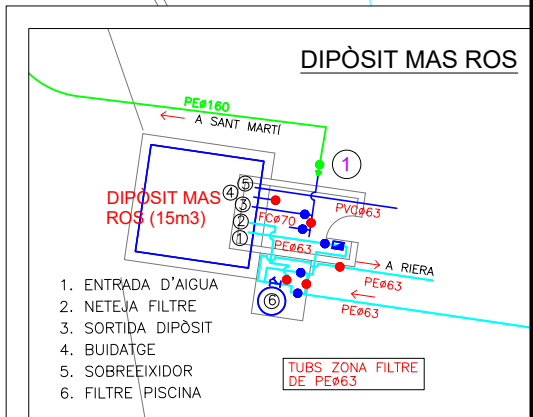 DIPÒSIT MAS ROS
PEø160
A SANT MARTÍ
1
DIPÒSIT MAS
ROS (15m3)
5
4
3
2
1
FCø70
PVCø63
PEø63
A RIERA
PEø63
PEø63
6
1. ENTRADA D'AIGUA
2. NETEJA FILTRE
3. SORTIDA DIPÒSIT
4. BUIDATGE
5. SOBREEIXIDOR
6. FILTRE PISCINA
TUBS ZONA FILTRE
DE PEø63